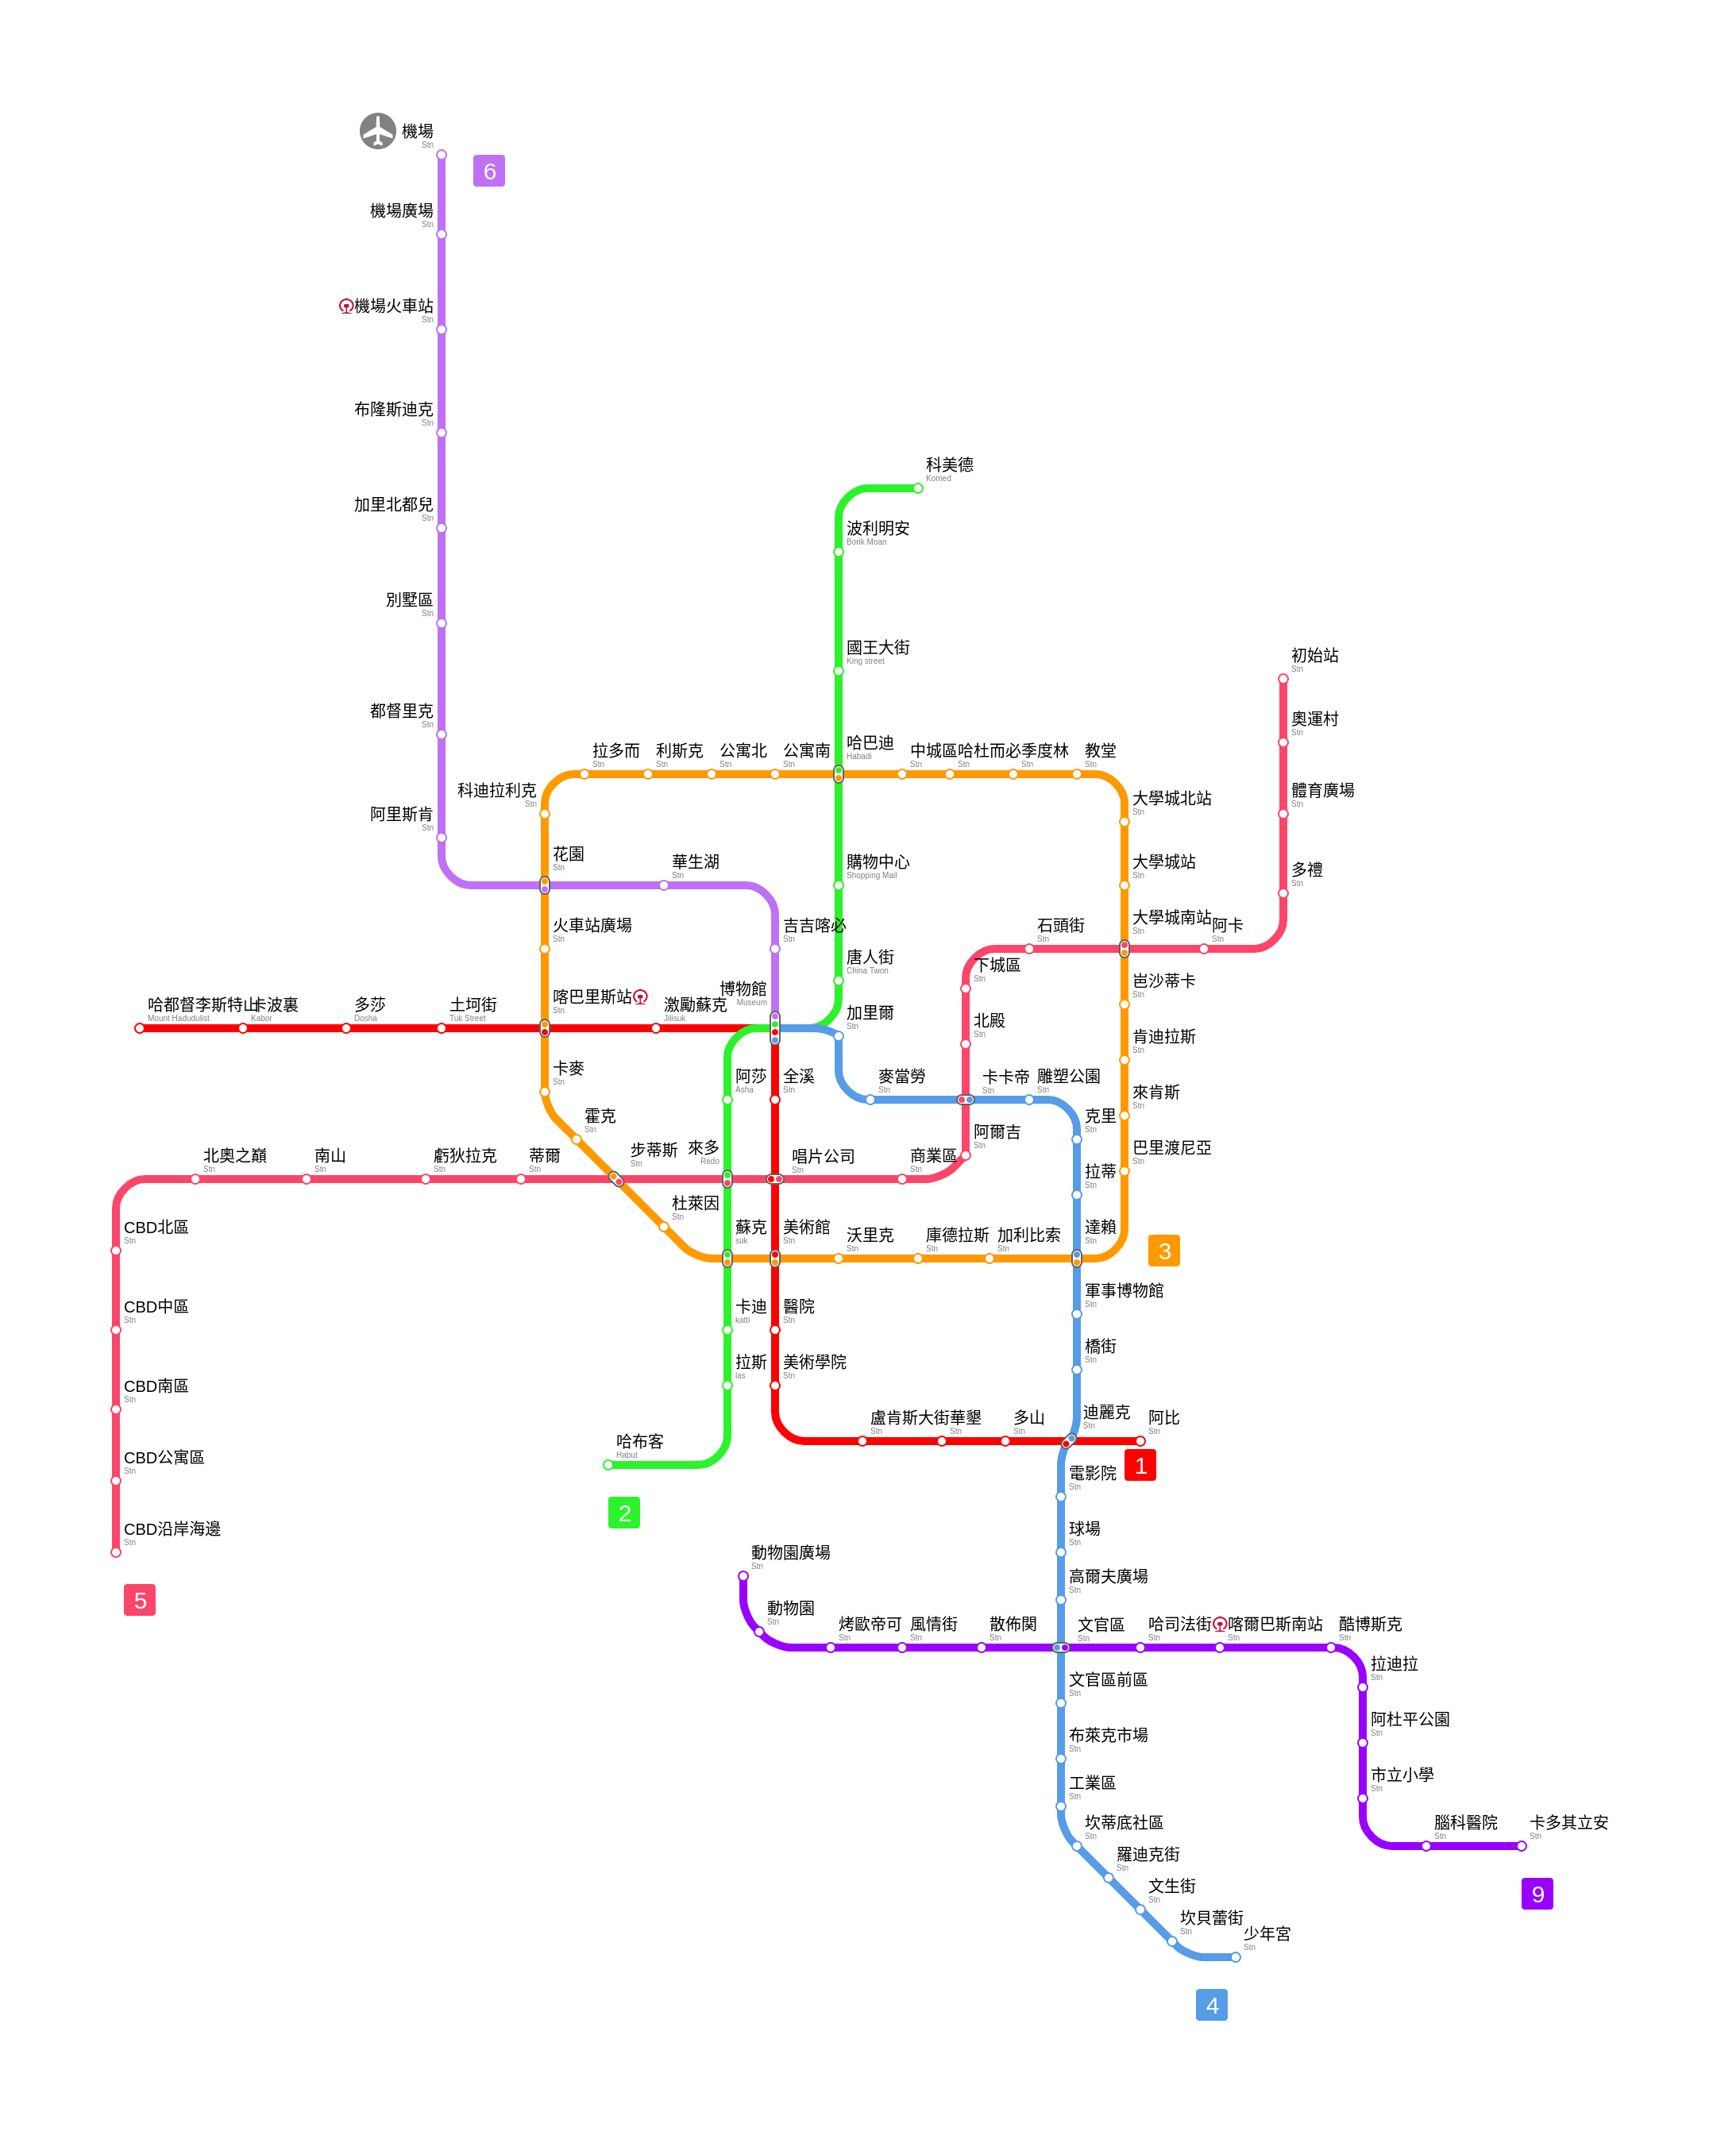 機場
Stn
6
機場廣場
Stn
機場火車站
Stn
布隆斯迪克
Stn
科美德
Komed
加里北都兒
Stn
波利明安
Borik Moan
別墅區
Stn
國王大街
King street
初始站
Stn
都督里克
Stn
奧運村
Stn
哈巴迪
Habadi
拉多而
Stn
利斯克
Stn
公寓北
Stn
公寓南
Stn
中城區
Stn
哈杜而必
Stn
季度林
Stn
教堂
Stn
科迪拉利克
Stn
大學城北站
Stn
體育廣場
Stn
阿里斯肯
Stn
花園
Stn
華生湖
Stn
購物中心
Shopping Mail
大學城站
Stn
多禮
Stn
火車站廣場
Stn
吉吉喀必
Stn
石頭街
Stn
大學城南站
Stn
阿卡
Stn
唐人街
China Twon
下城區
Stn
岜沙蒂卡
Stn
哈都督李斯特山
Mount Hadudulist
卡波裏
Kabor
多莎
Dosha
土坷街
Tuk Street
喀巴里斯站
Stn
激勵蘇克
Jilisuk
博物館
Museum
加里爾
Stn
北殿
Stn
肯迪拉斯
Stn
卡麥
Stn
阿莎
Asha
全溪
Stn
麥當勞
Stn
卡卡帝
Stn
雕塑公園
Stn
來肯斯
Stn
霍克
Stn
克里
Stn
阿爾吉
Stn
北奧之巔
Stn
南山
Stn
虧狄拉克
Stn
蒂爾
Stn
步蒂斯
Stn
來多
Redo
唱片公司
Stn
商業區
Stn
巴里渡尼亞
Stn
拉蒂
Stn
杜萊因
Stn
CBD北區
Stn
蘇克
suk
美術館
Stn
沃里克
Stn
庫德拉斯
Stn
加利比索
Stn
達賴
Stn
3
CBD中區
Stn
卡迪
katti
醫院
Stn
軍事博物館
Stn
橋街
Stn
CBD南區
Stn
拉斯
las
美術學院
Stn
盧肯斯大街
Stn
華墾
Stn
多山
Stn
迪麗克
Stn
阿比
Stn
1
CBD公寓區
Stn
哈布客
Habut
2
電影院
Stn
CBD沿岸海邊
Stn
5
球場
Stn
動物園廣場
Stn
高爾夫廣場
Stn
動物園
Stn
烤歐帝可
Stn
風情街
Stn
散佈関
Stn
文官區
Stn
哈司法街
Stn
喀爾巴斯南站
Stn
酷博斯克
Stn
拉迪拉
Stn
文官區前區
Stn
阿杜平公園
Stn
布萊克市場
Stn
市立小學
Stn
工業區
Stn
坎蒂底社區
Stn
腦科醫院
Stn
卡多其立安
Stn
9
羅迪克街
Stn
文生街
Stn
坎貝蕾街
Stn
少年宮
Stn
4